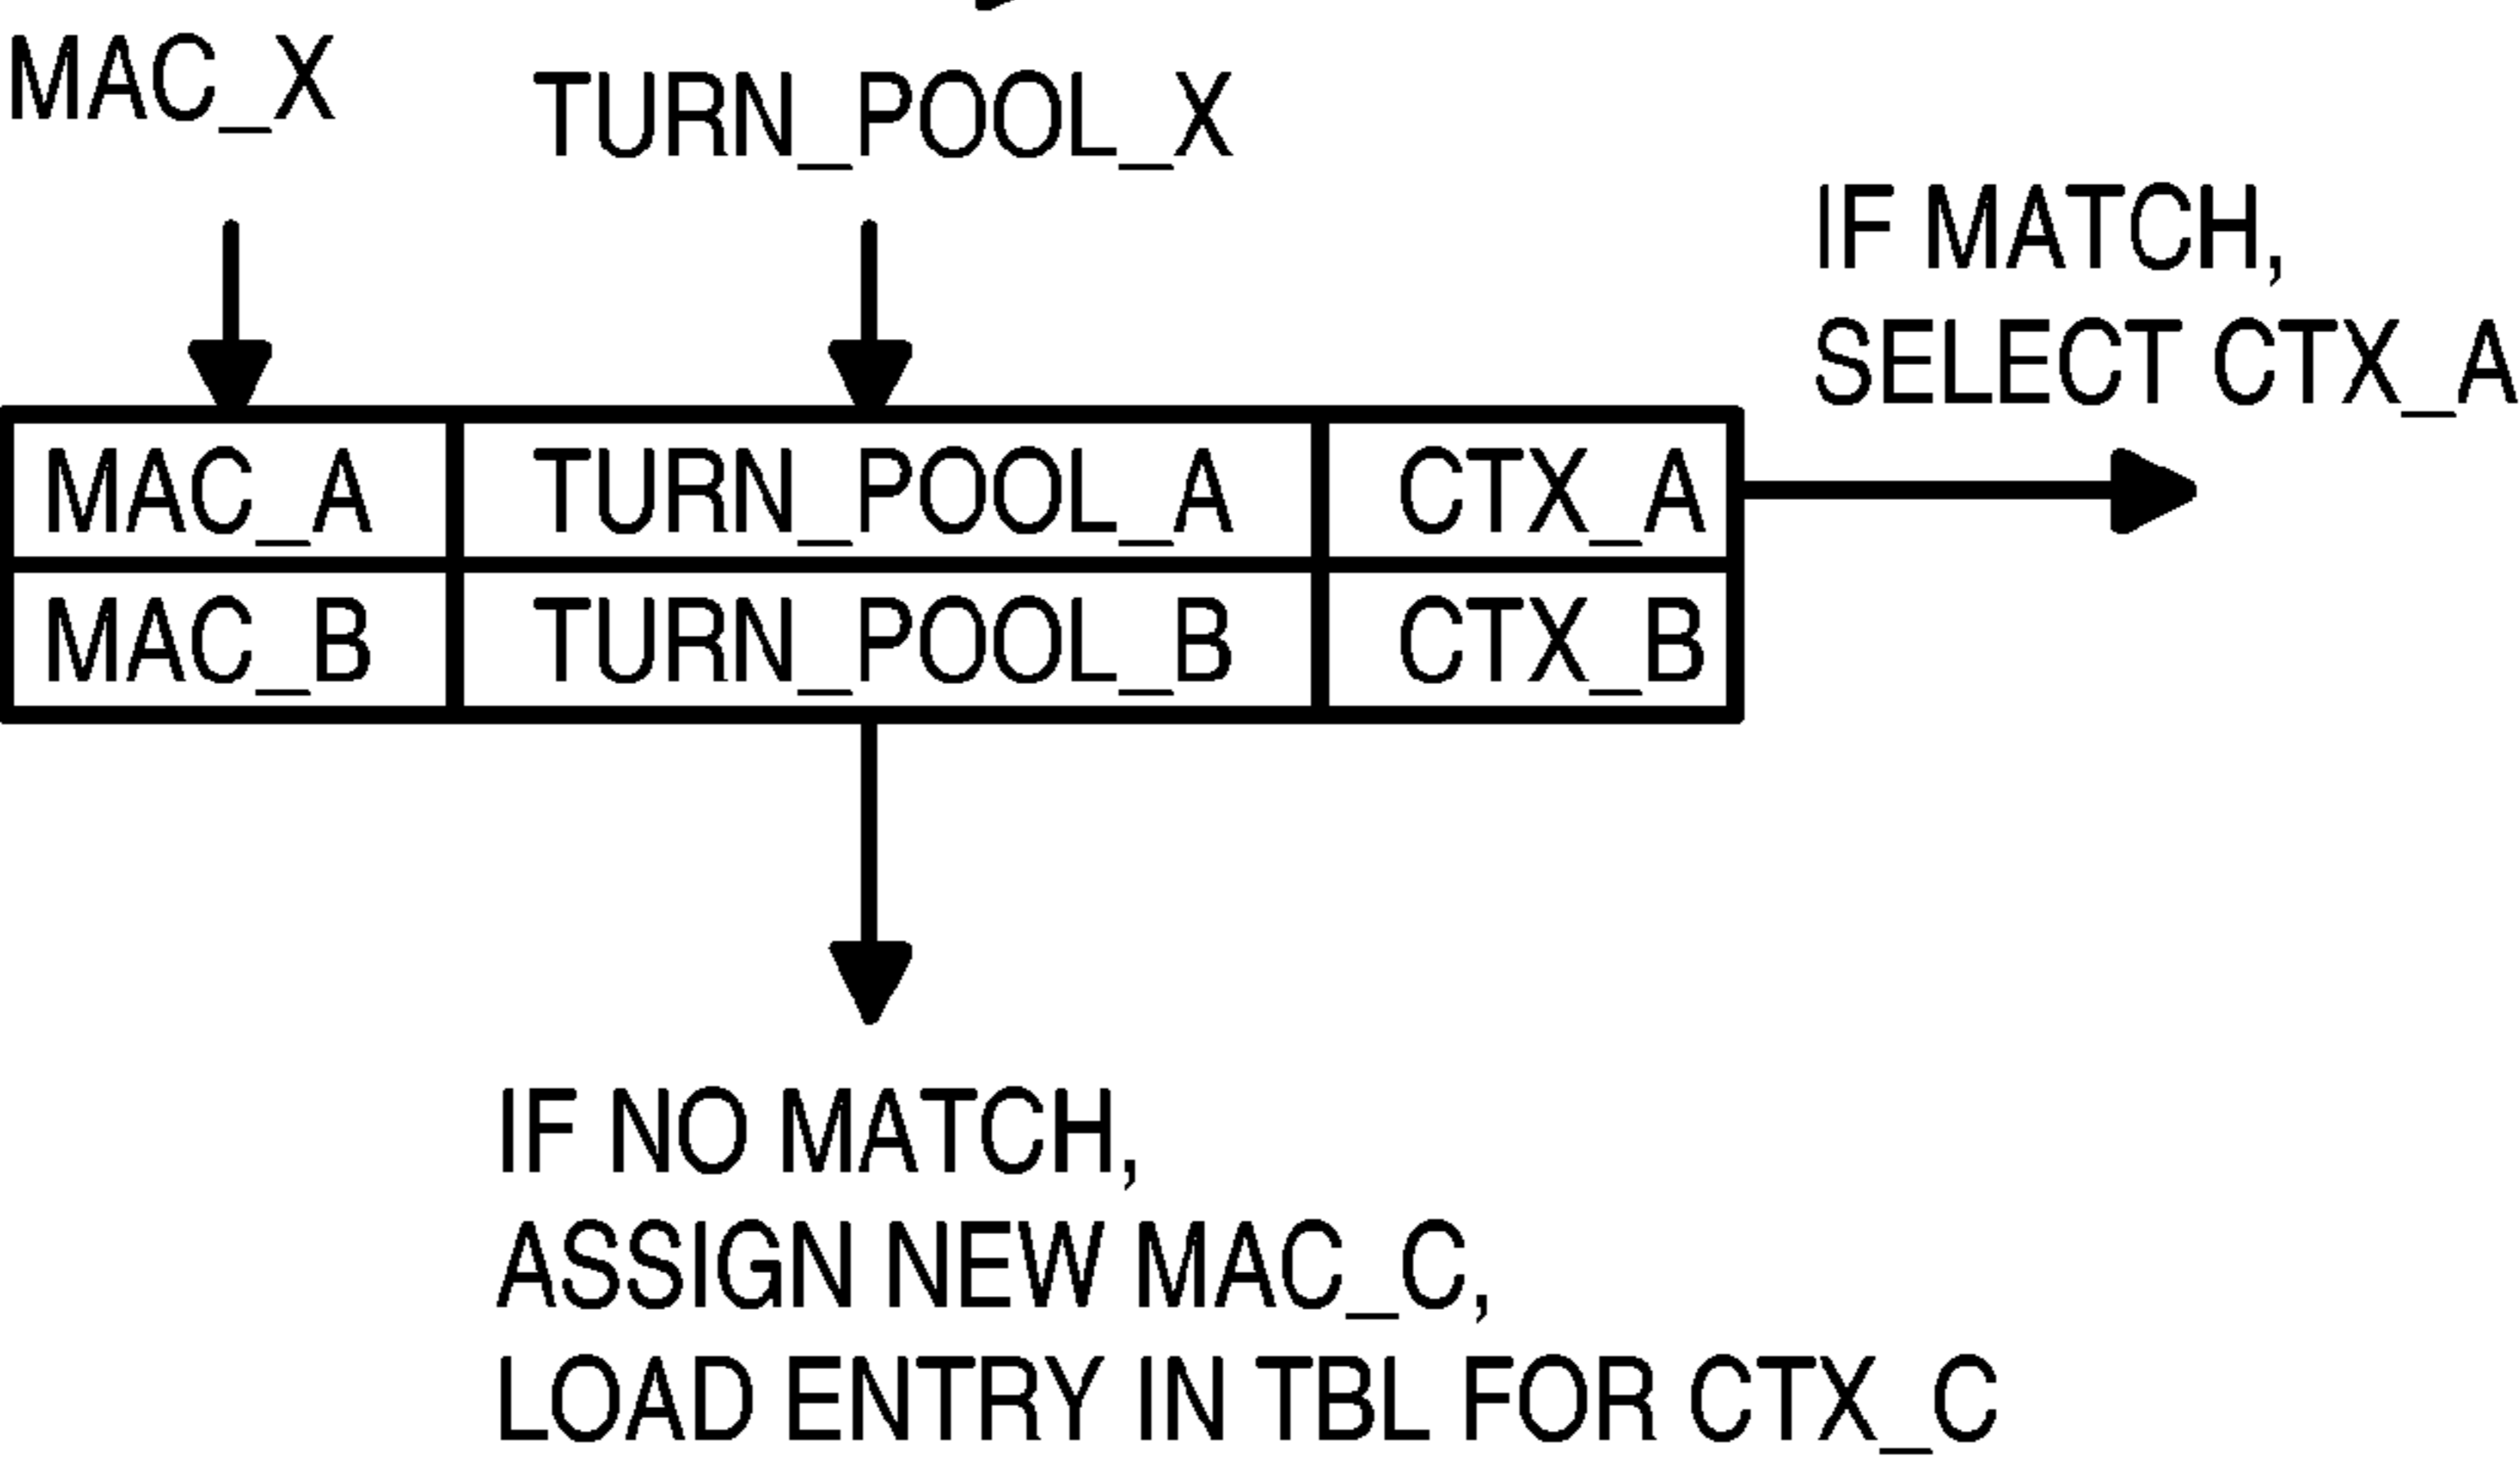 MAC_X TURN_POOL_X
IF MATCH,
SELECT CTX_A
MAC_A TURN_POOL_A CTX_A
MAC_B TURN_POOL_B CTX_B
IF NO MATCH,
ASSIGN NEW MAC_C,
LOAD ENTRY IN TBL FOR CTX_C